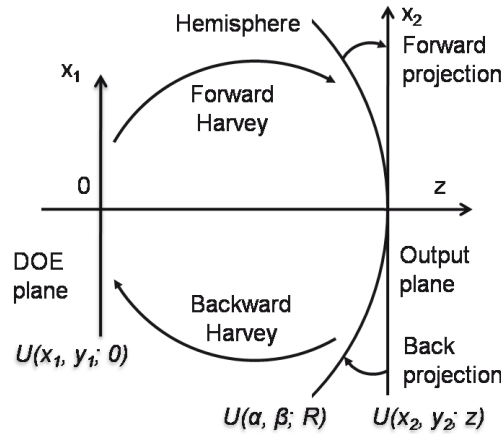 Hemisphere
x₂
Forward
projection
x₁
Forward
Harvey
0
z
DOE
plane
Output
plane
Backward
Harvey
Back
projection
U(x₁, y₁; 0)
U(α, β; R)
U(x₂, y₂; z)